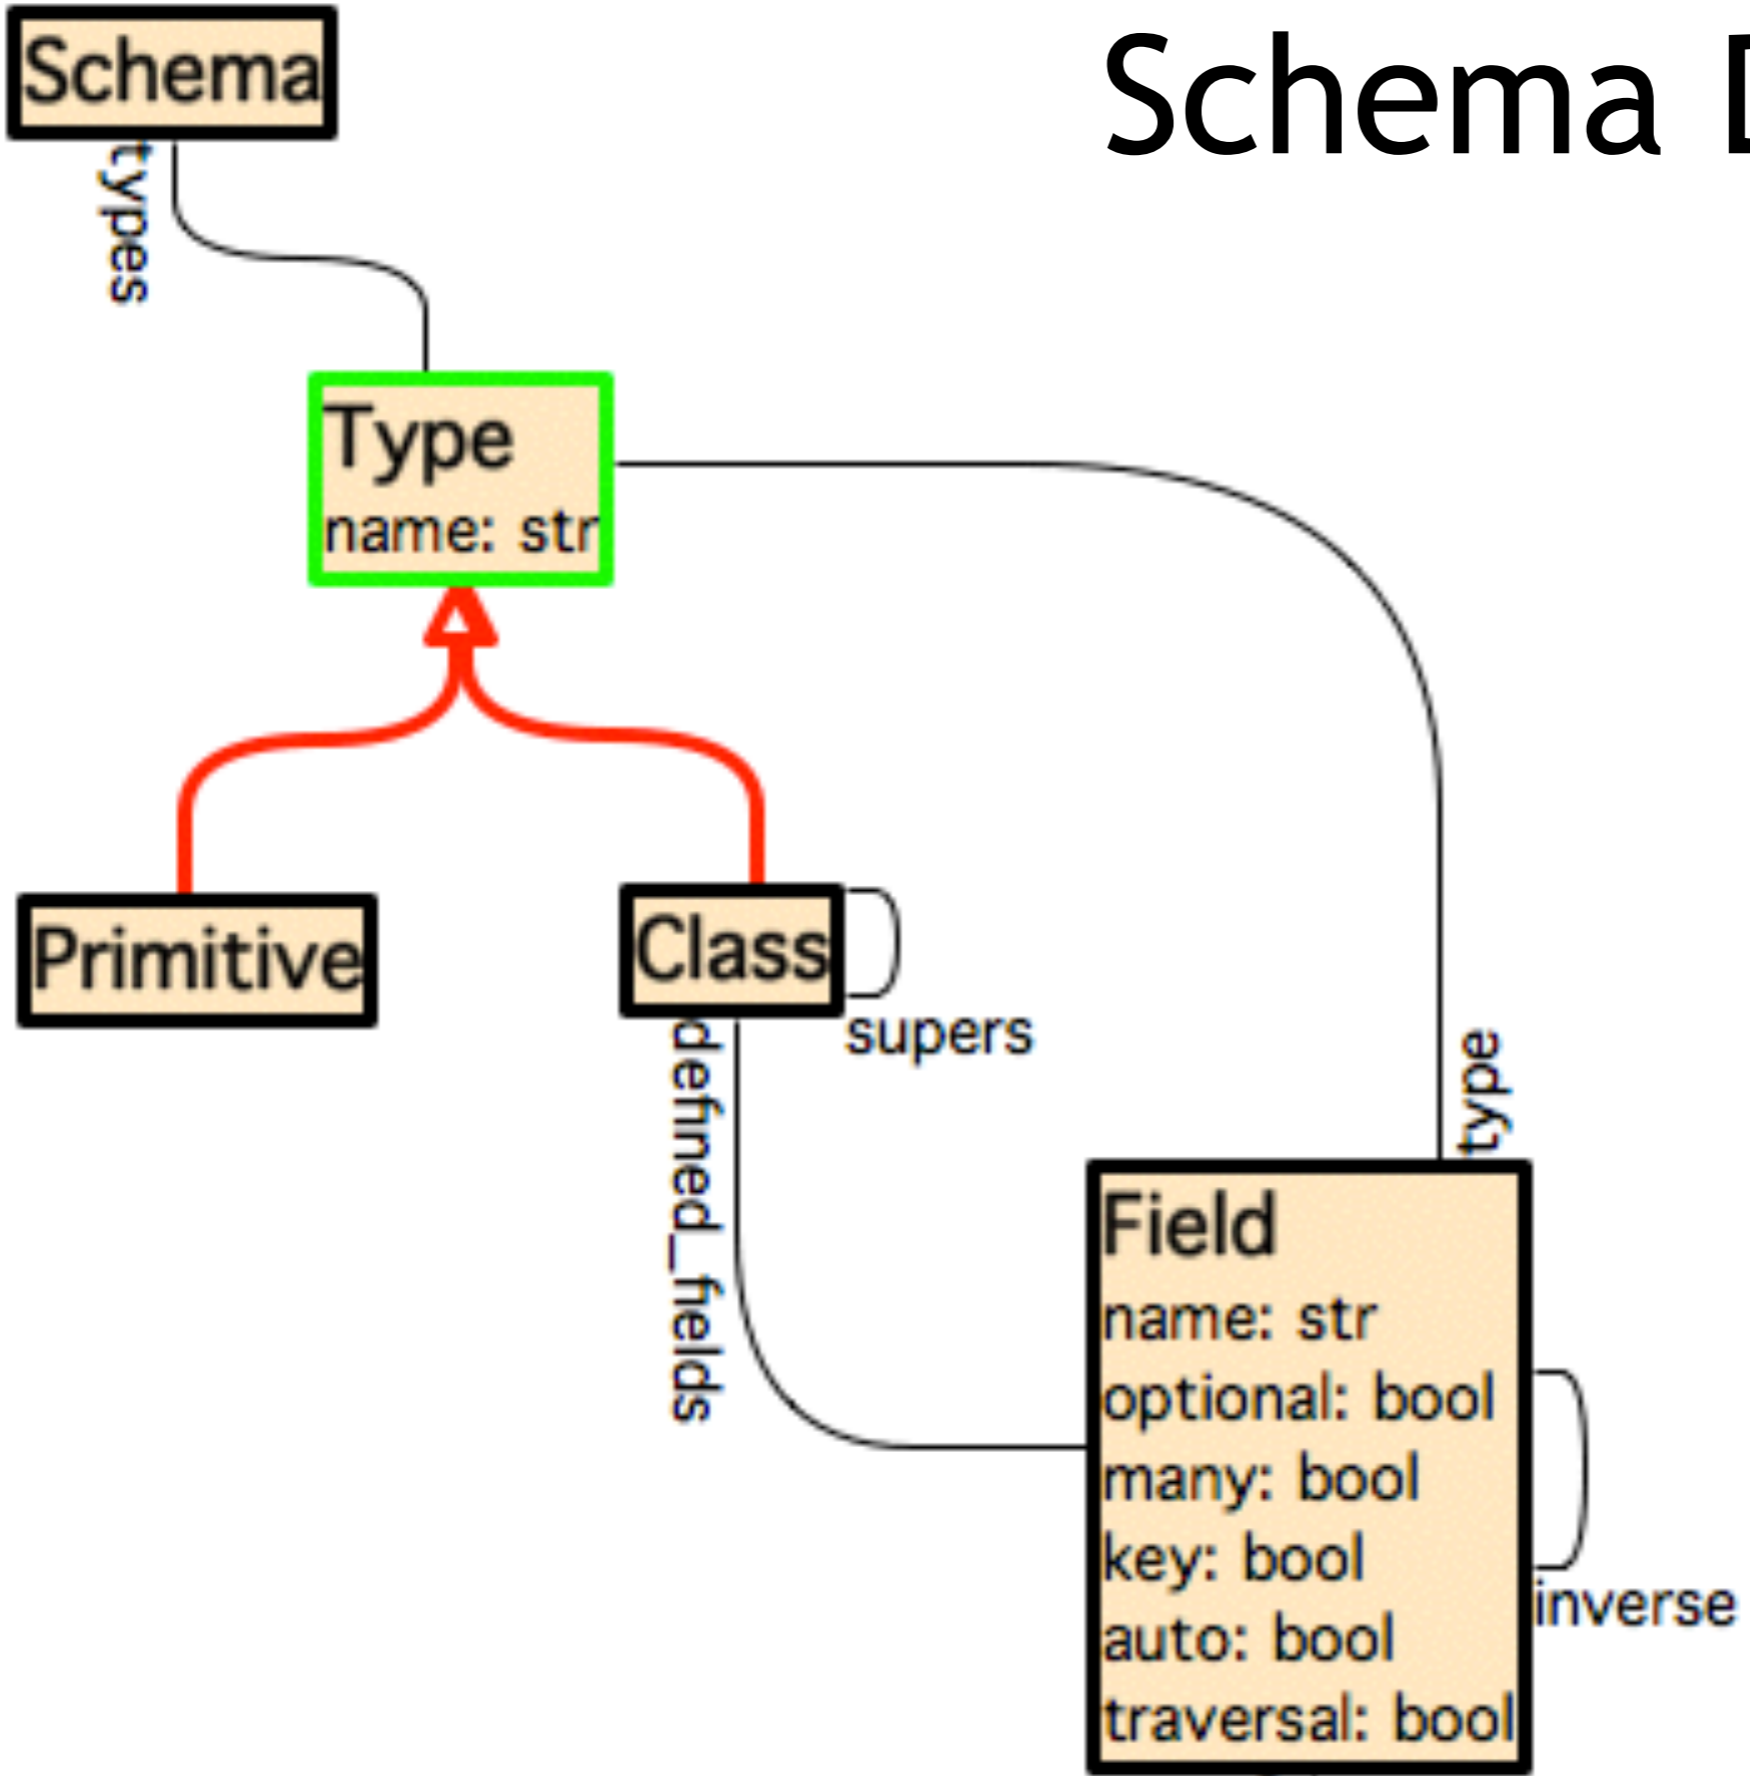 Schema
Schema D
types
Type
name: str
Primitive
Class
supers
defined_fields
type
Field
name: str
optional: bool
many: bool
key: bool
auto: bool
traversal: bool
inverse